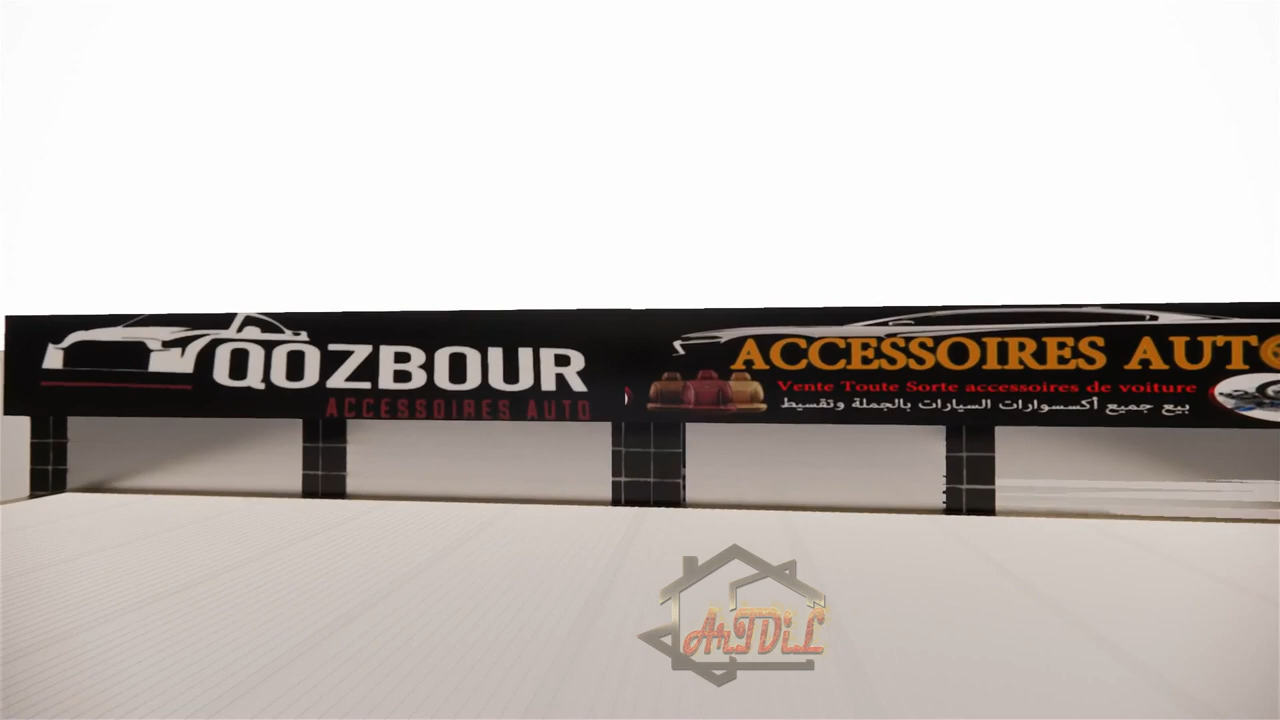 QOZBOUR
ACCESSOIRES AUTO
ACCESSOIRES AUTO
Vente Toute Sorte accessoires de voiture
بيع جميع أكسسوارات السيارات بالجملة وتقسيط
ArTDiL